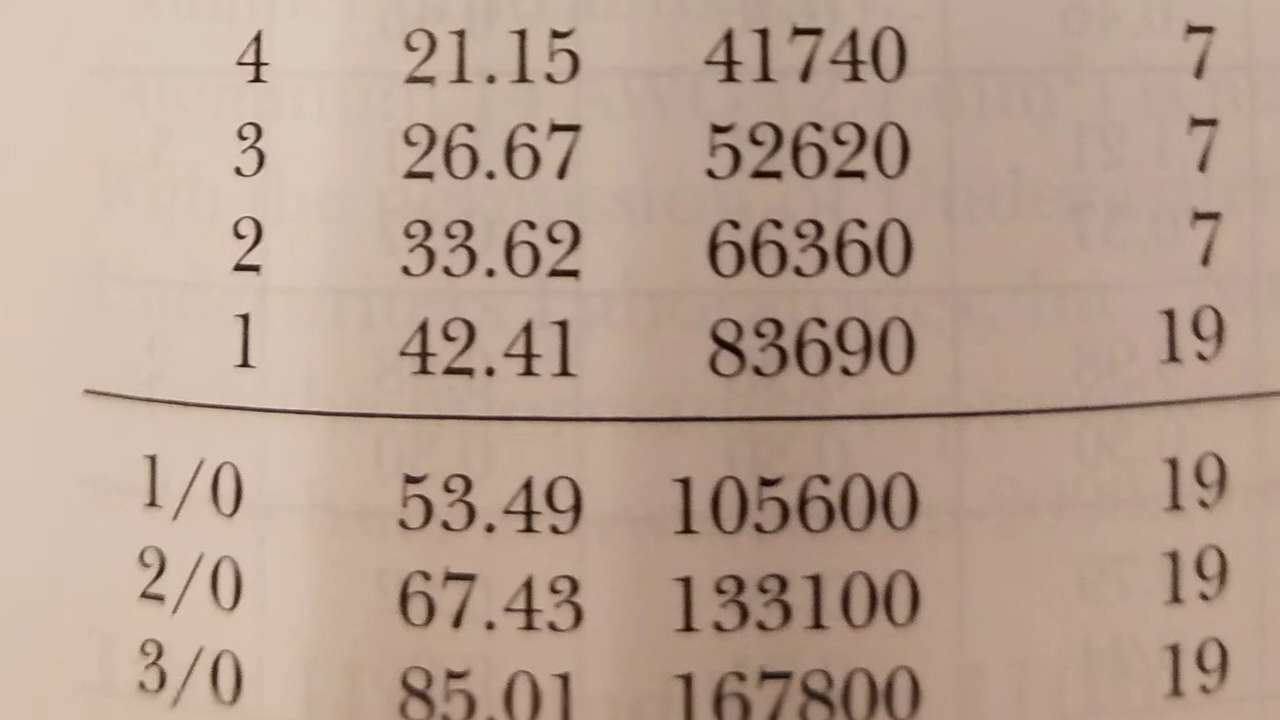 4 21.15 41740 7
3 26.67 52620 7
2 33.62 66360 7
1 42.41 83690 19
1/0 53.49 105600 19
2/0 67.43 133100 19
3/0 85.01 167800 19